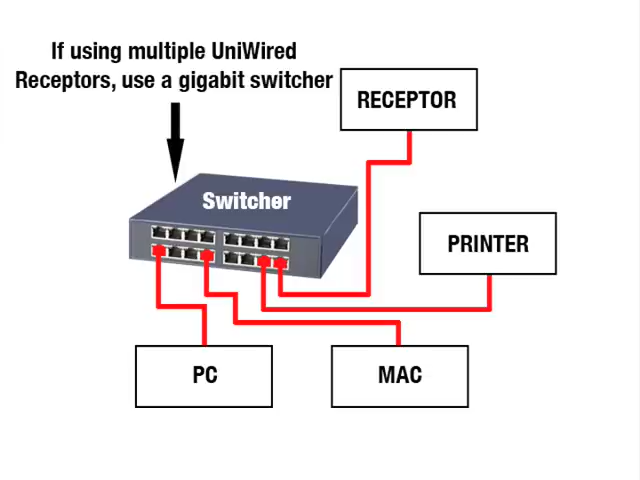 If using multiple UniWired
Receptors, use a gigabit switcher
RECEPTOR
Switcher
PRINTER
PC
MAC